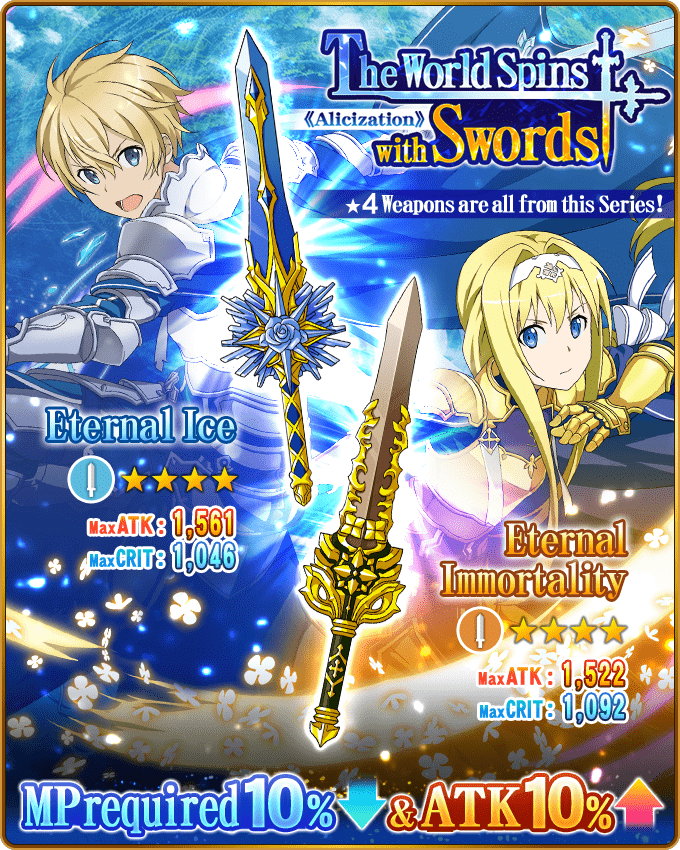 The World Spins
《Alicization》
with Swords
★4 Weapons are all from this Series!
Eternal Ice
★★★★
MaxATK: 1,561
MaxCRIT: 1,046
Eternal
Immortality
★★★★
MaxATK: 1,522
MaxCRIT: 1,092
MP required 10% ↓ & ATK 10% ↑